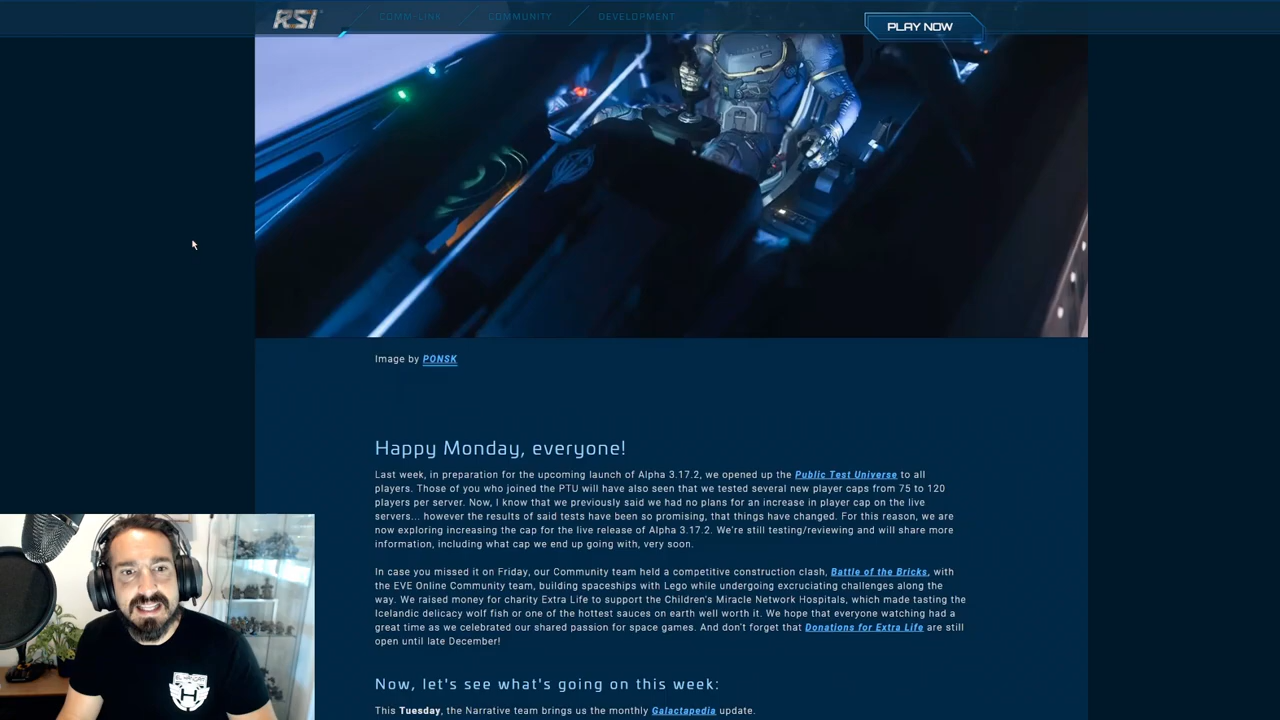 RSI
COMM-LINK
COMMUNITY
DEVELOPMENT
PLAY NOW
Image by PONSK
Happy Monday, everyone!
Last week, in preparation for the upcoming launch of Alpha 3.17.2, we opened up the Public Test Universe to all
players. Those of you who joined the PTU will have also seen that we tested several new player caps from 75 to 120
players per server. Now, I know that we previously said we had no plans for an increase in player cap on the live
servers... however the results of said tests have been so promising, that things have changed. For this reason, we are
now exploring increasing the cap for the live release of Alpha 3.17.2. We're still testing/reviewing and will share more
information, including what cap we end up going with, very soon.
In case you missed it on Friday, our Community team held a competitive construction clash, Battle of the Bricks, with
the EVE Online Community team, building spaceships with Lego while undergoing excruciating challenges along the
way. We raised money for charity Extra Life to support the Children's Miracle Network Hospitals, which made tasting the
Icelandic delicacy wolf fish or one of the hottest sauces on earth well worth it. We hope that everyone watching had a
great time as we celebrated our shared passion for space games. And don't forget that Donations for Extra Life are still
open until late December!
Now, let's see what's going on this week:
This Tuesday, the Narrative team brings us the monthly Galactapedia update.